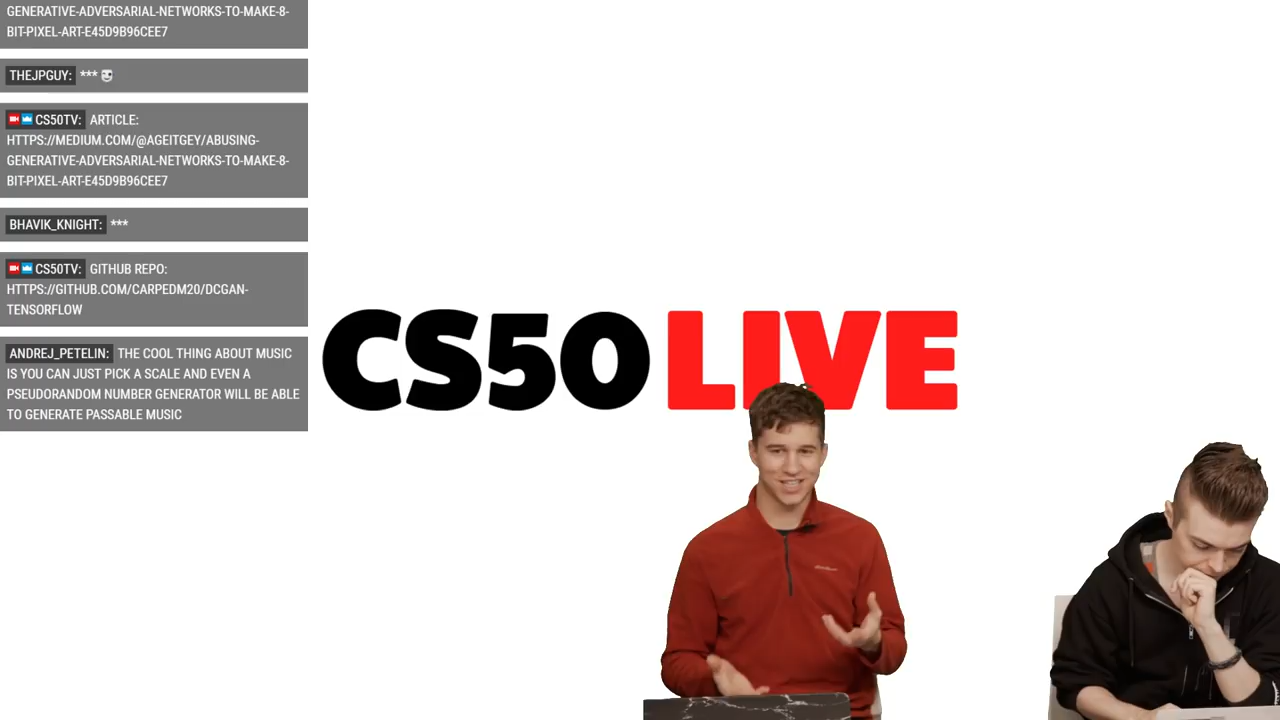 GENERATIVE-ADVERSARIAL-NETWORKS-TO-MAKE-8-
BIT-PIXEL-ART-E45D9B96CEE7
THEJPGUY: ***
CS50TV: ARTICLE:
HTTPS://MEDIUM.COM/@AGEITGEY/ABUSING-
GENERATIVE-ADVERSARIAL-NETWORKS-TO-MAKE-8-
BIT-PIXEL-ART-E45D9B96CEE7
BHAVIK_KNIGHT: ***
CS50TV: GITHUB REPO:
HTTPS://GITHUB.COM/CARPEDM20/DCGAN-
TENSORFLOW
ANDREJ_PETELIN: THE COOL THING ABOUT MUSIC
IS YOU CAN JUST PICK A SCALE AND EVEN A
PSEUDORANDOM NUMBER GENERATOR WILL BE ABLE
TO GENERATE PASSABLE MUSIC
CS50 LIVE